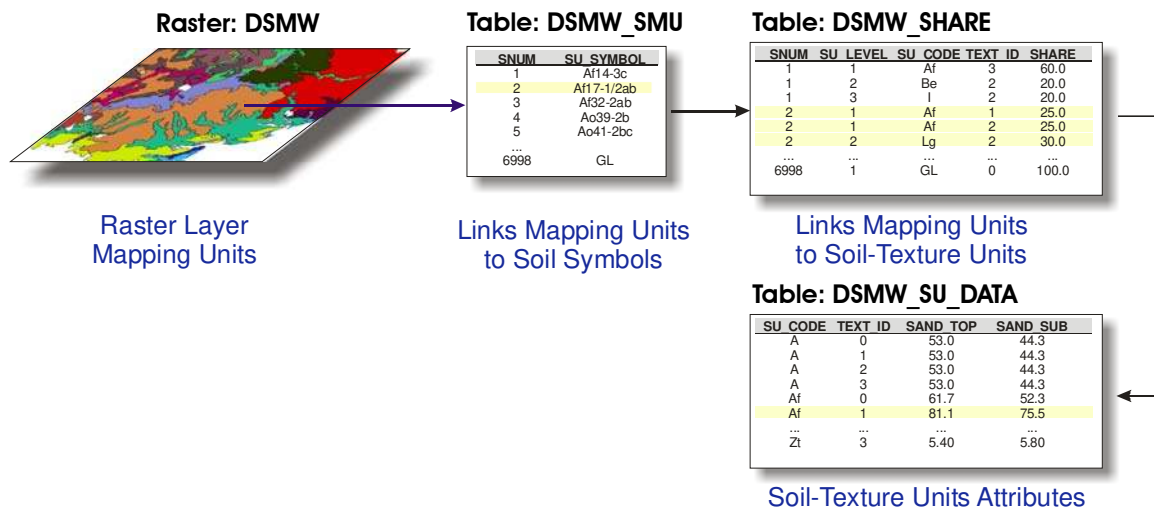 Raster: DSMW
Raster Layer
Mapping Units
Table: DSMW_SMU
SNUM SU_SYMBOL
1 Af14-3c
2 Af17-1/2ab
3 Af32-2ab
4 Ao39-2b
5 Ao41-2bc
...
6998 GL
Links Mapping Units
to Soil Symbols
Table: DSMW_SHARE
SNUM SU_LEVEL SU_CODE TEXT_ID SHARE
1 1 Af 3 60.0
1 2 Be 2 20.0
1 3 I 2 20.0
2 1 Af 1 25.0
2 1 Af 2 25.0
2 2 Lg 2 30.0
... ... ... ... ...
6998 1 GL 0 100.0
Links Mapping Units
to Soil-Texture Units
Table: DSMW_SU_DATA
SU_CODE TEXT_ID SAND_TOP SAND_SUB
A 0 53.0 44.3
A 1 53.0 44.3
A 2 53.0 44.3
A 3 53.0 44.3
Af 0 61.7 52.3
Af 1 81.1 75.5
... ... ... ...
Zt 3 5.40 5.80
Soil-Texture Units Attributes